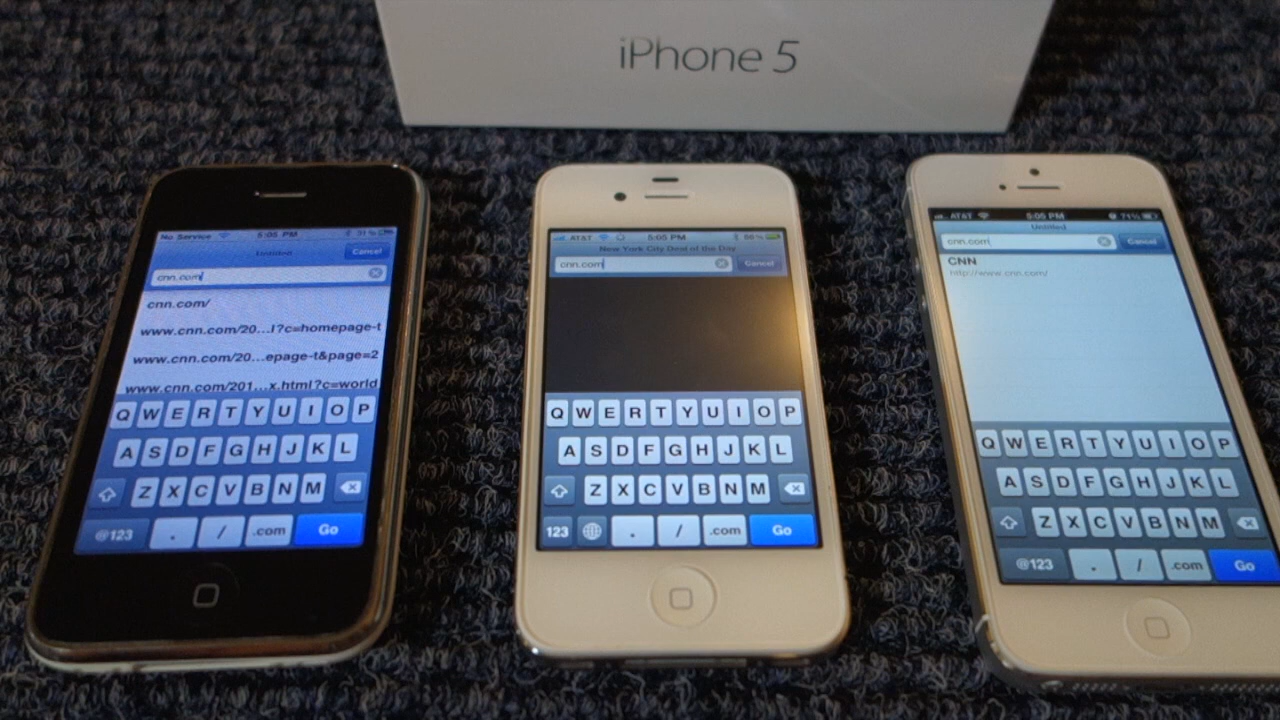 iPhone 5
No Service 5:05 PM 31%
Untitled
Cancel
cnn.com
cnn.com/
www.cnn.com/20...l?c=homepage-t
www.cnn.com/20...epage-t&page=2
www.cnn.com/201...x.html?c=world
Q W E R T Y U I O P
A S D F G H J K L
Z X C V B N M
@123 . / .com Go
AT&T 5:05 PM
New York City Deal of the Day
cnn.com Cancel
Q W E R T Y U I O P
A S D F G H J K L
Z X C V B N M
123 . / .com Go
AT&T 5:05 PM 71%
Untitled
cnn.com Cancel
CNN
http://www.cnn.com/
Q W E R T Y U I O P
A S D F G H J K L
Z X C V B N M
@123 . / .com Go